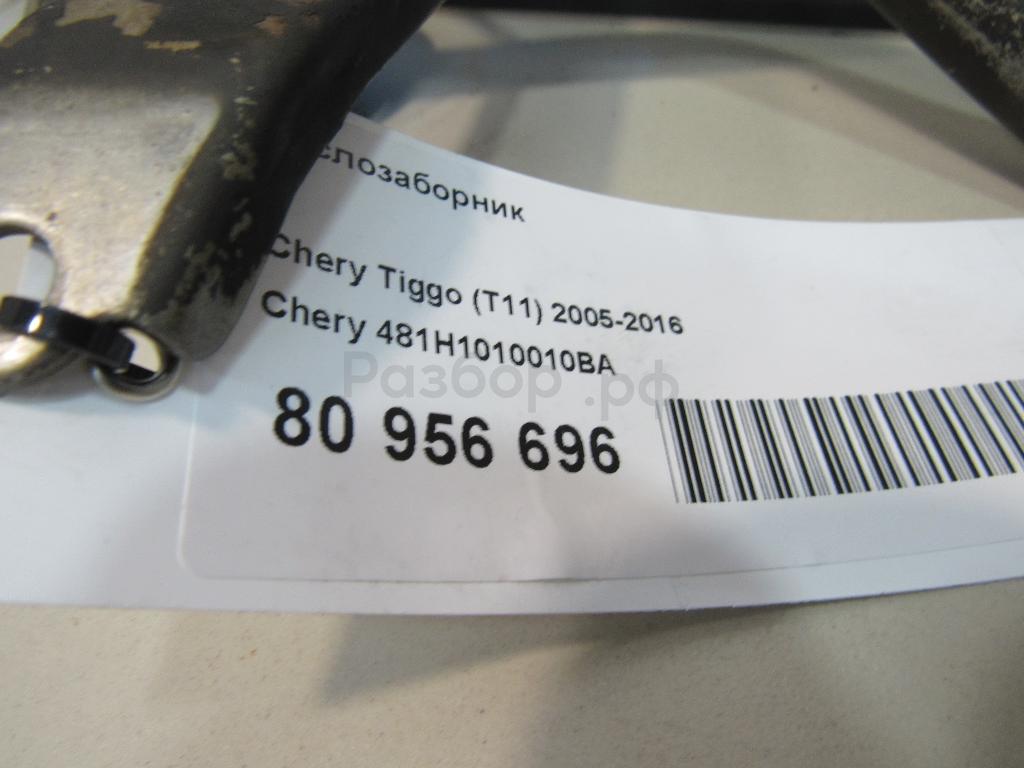 слозаборник
Chery Tiggo (T11) 2005-2016
Chery 481H1010010BA
Разбор.рф
80 956 696